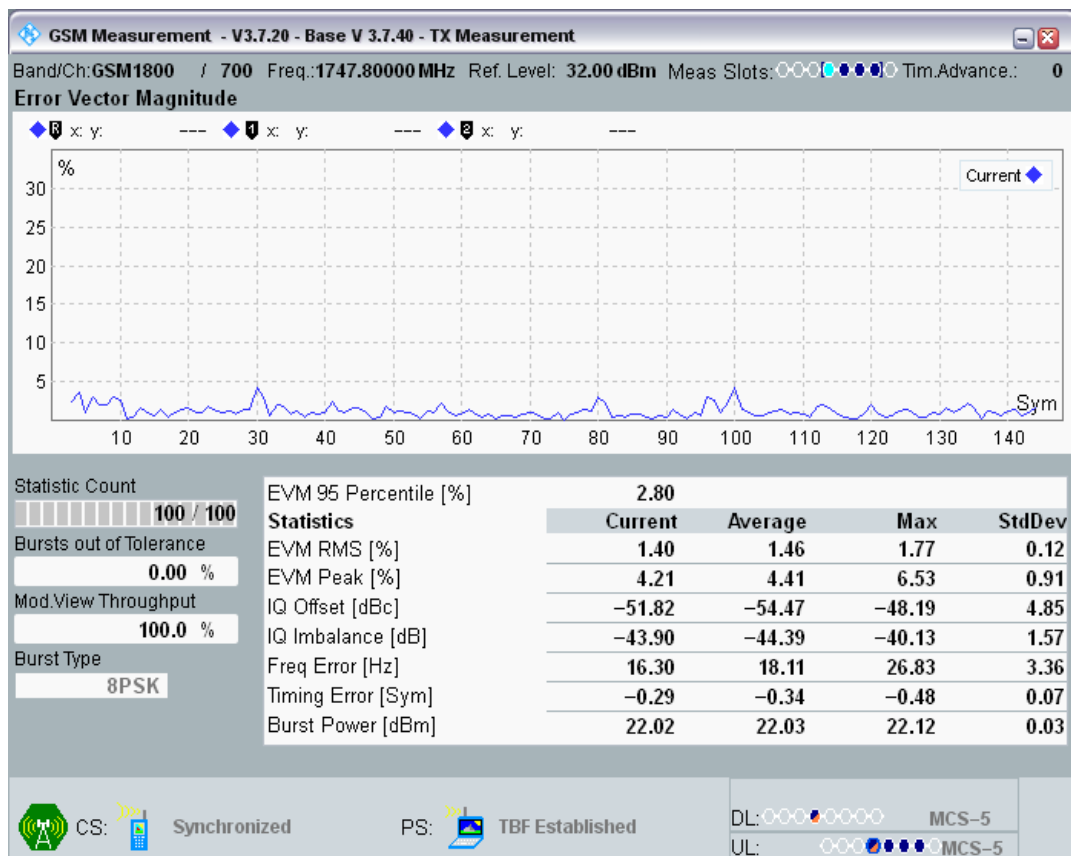 GSM Measurement - V3.7.20 - Base V 3.7.40 - TX Measurement
Band/Ch:GSM1800 / 700 Freq.:1747.80000 MHz Ref. Level: 32.00 dBm Meas Slots: Tim.Advance.: 0
Error Vector Magnitude
R x: y: --- 1 x: y: --- 2 x: y: ---
%
Current
30
25
20
15
10
5
Sym
10 20 30 40 50 60 70 80 90 100 110 120 130 140
Statistic Count
100 / 100
Bursts out of Tolerance
0.00 %
Mod.View Throughput
100.0 %
Burst Type
8PSK
EVM 95 Percentile [%] 2.80
Statistics Current Average Max StdDev
EVM RMS [%] 1.40 1.46 1.77 0.12
EVM Peak [%] 4.21 4.41 6.53 0.91
IQ Offset [dBc] −51.82 −54.47 −48.19 4.85
IQ Imbalance [dB] −43.90 −44.39 −40.13 1.57
Freq Error [Hz] 16.30 18.11 26.83 3.36
Timing Error [Sym] −0.29 −0.34 −0.48 0.07
Burst Power [dBm] 22.02 22.03 22.12 0.03
CS: Synchronized PS: TBF Established
DL: MCS−5
UL: MCS−5